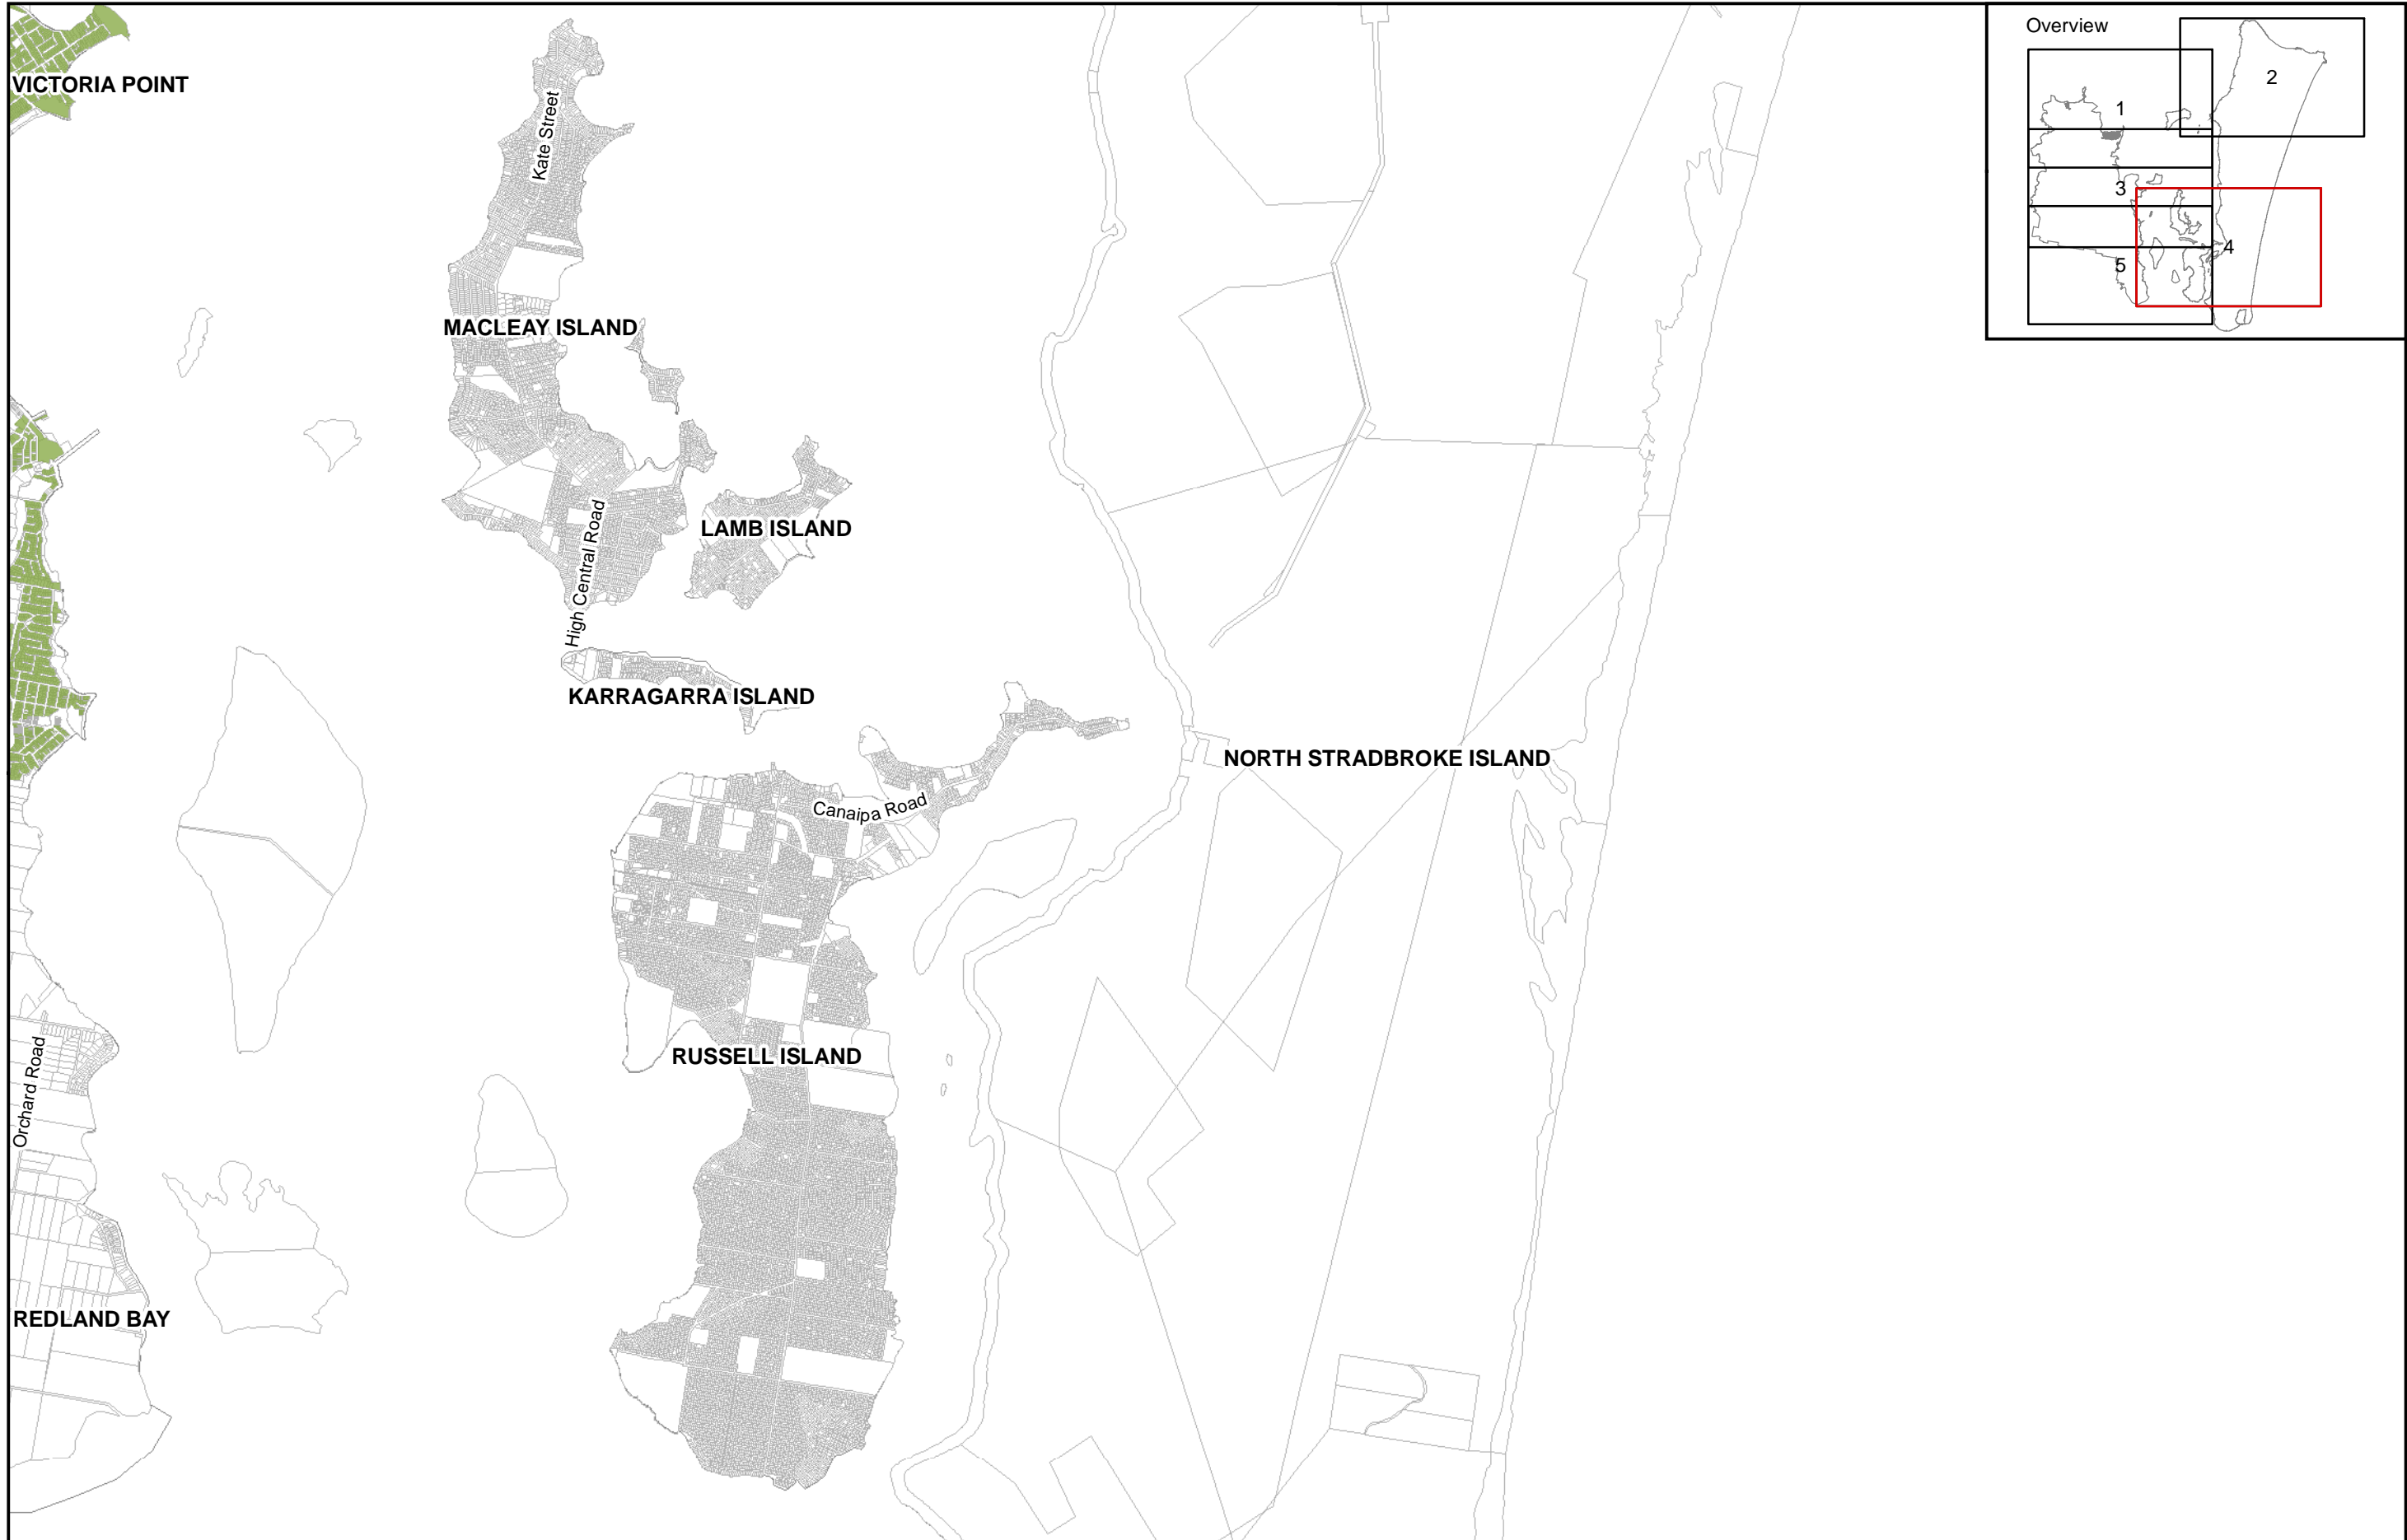 Overview
2
1
3
4
5
VICTORIA POINT
Kate Street
MACLEAY ISLAND
High Central Road
LAMB ISLAND
KARRAGARRA ISLAND
NORTH STRADBROKE ISLAND
Canaipa Road
RUSSELL ISLAND
Orchard Road
REDLAND BAY